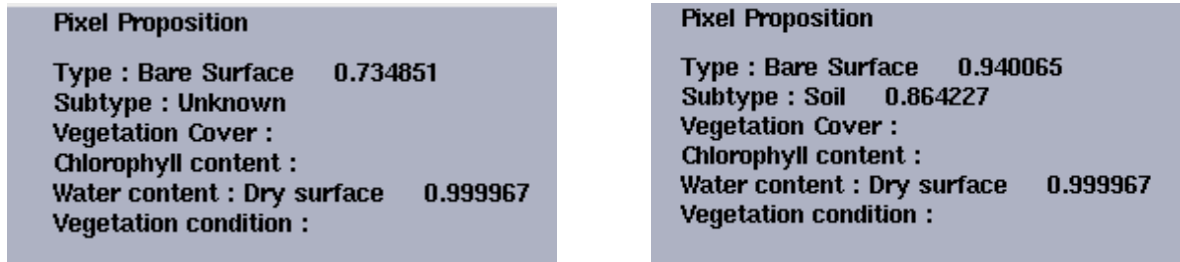 Pixel Proposition
Type : Bare Surface 0.734851
Subtype : Unknown
Vegetation Cover :
Chlorophyll content :
Water content : Dry surface 0.999967
Vegetation condition :
Pixel Proposition
Type : Bare Surface 0.940065
Subtype : Soil 0.864227
Vegetation Cover :
Chlorophyll content :
Water content : Dry surface 0.999967
Vegetation condition :